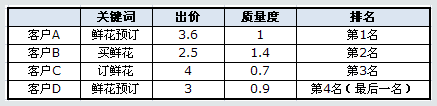 关键词 出价 质量度 排名
客户A 鲜花预订 3.6 1 第1名
客户B 买鲜花 2.5 1.4 第2名
客户C 订鲜花 4 0.7 第3名
客户D 鲜花预订 3 0.9 第4名（最后一名）